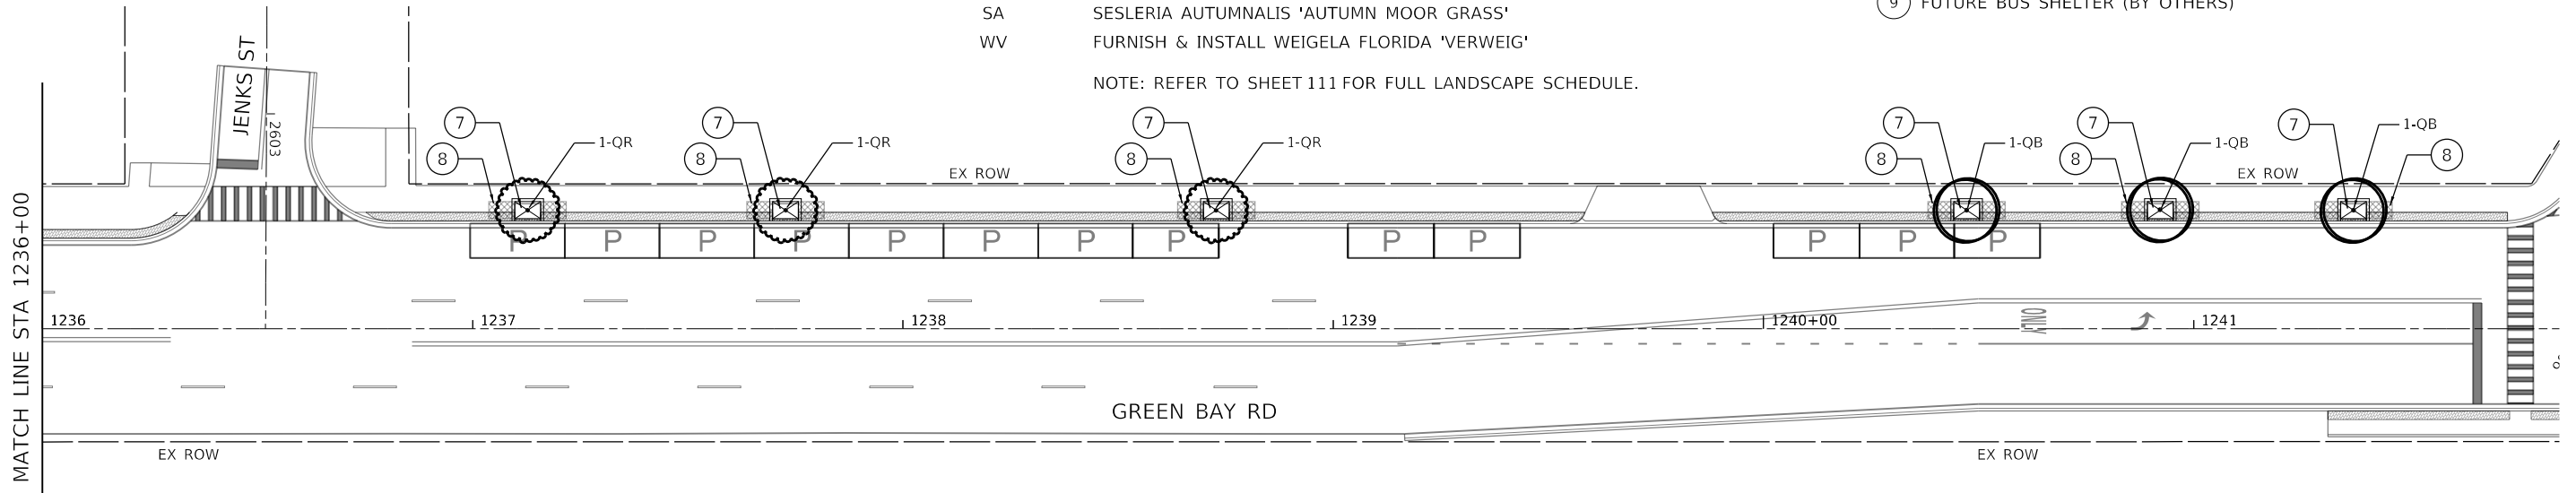 SA SESLERIA AUTUMNALIS 'AUTUMN MOOR GRASS'
9 FUTURE BUS SHELTER (BY OTHERS)
WV FURNISH & INSTALL WEIGELA FLORIDA 'VERWEIG'
NOTE: REFER TO SHEET 111 FOR FULL LANDSCAPE SCHEDULE.
JENKS ST
2603
7 7 7 7 7 7
1-QR 1-QR 1-QR 1-QB 1-QB 1-QB
8 8 8 8 8 8
EX ROW EX ROW
P P P P P P P P P P P P P
MATCH LINE STA 1236+00
1236 1237 1238 1239 1240+00 1241
ONLY
GREEN BAY RD
EX ROW EX ROW